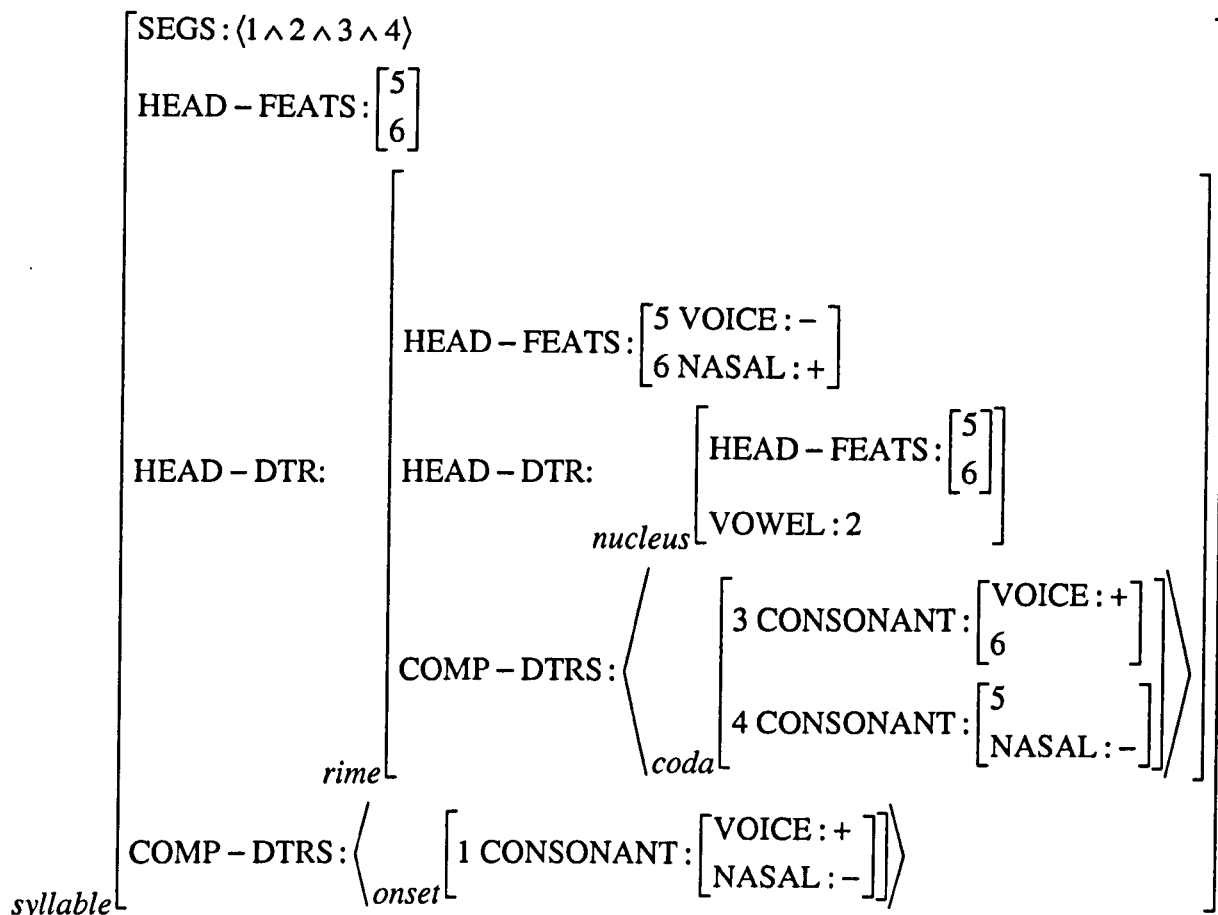 SEGS:⟨1∧2∧3∧4⟩
HEAD–FEATS:[5
6]
HEAD–FEATS:[5 VOICE:–
6 NASAL:+]
HEAD–DTR:
HEAD–DTR:
HEAD–FEATS:[5
6]
VOWEL:2
nucleus
COMP–DTRS:
3 CONSONANT:[VOICE:+
6]
4 CONSONANT:[5
NASAL:–]
coda
rime
COMP–DTRS:
1 CONSONANT:[VOICE:+
NASAL:–]
onset
syllable